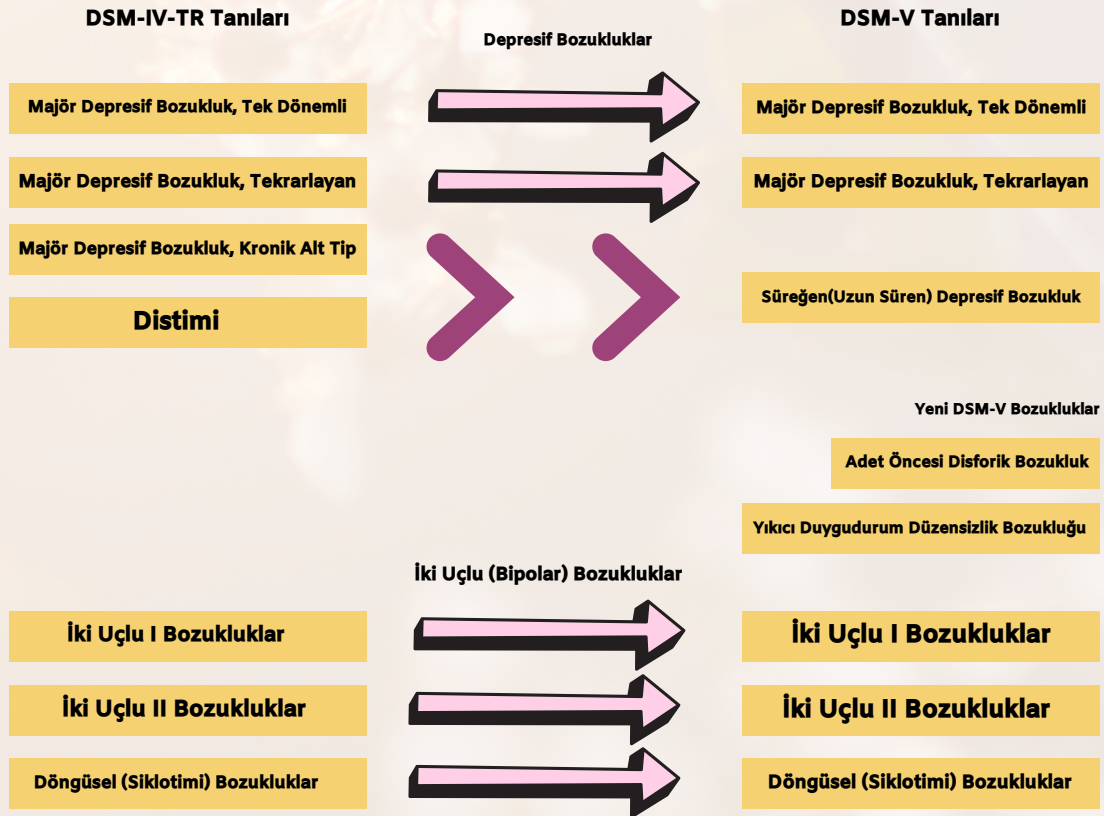 DSM-IV-TR Tanıları
DSM-V Tanıları
Depresif Bozukluklar
Majör Depresif Bozukluk, Tek Dönemli
Majör Depresif Bozukluk, Tek Dönemli
Majör Depresif Bozukluk, Tekrarlayan
Majör Depresif Bozukluk, Tekrarlayan
Majör Depresif Bozukluk, Kronik Alt Tip
Distimi
Süreğen(Uzun Süren) Depresif Bozukluk
Yeni DSM-V Bozukluklar
Adet Öncesi Disforik Bozukluk
Yıkıcı Duygudurum Düzensizlik Bozukluğu
İki Uçlu (Bipolar) Bozukluklar
İki Uçlu I Bozukluklar
İki Uçlu I Bozukluklar
İki Uçlu II Bozukluklar
İki Uçlu II Bozukluklar
Döngüsel (Siklotimi) Bozukluklar
Döngüsel (Siklotimi) Bozukluklar